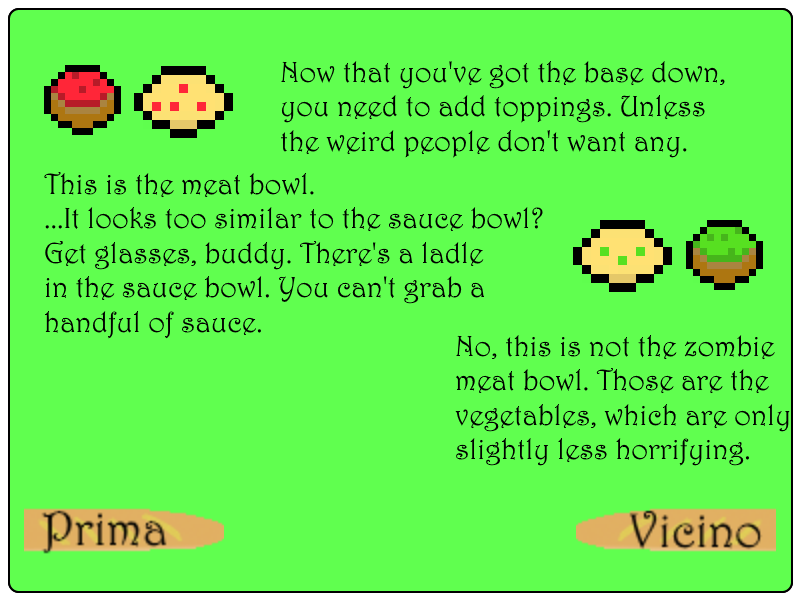 Now that you've got the base down,
you need to add toppings. Unless
the weird people don't want any.
This is the meat bowl.
...It looks too similar to the sauce bowl?
Get glasses, buddy. There's a ladle
in the sauce bowl. You can't grab a
handful of sauce.
No, this is not the zombie
meat bowl. Those are the
vegetables, which are only
slightly less horrifying.
Prima
Vicino